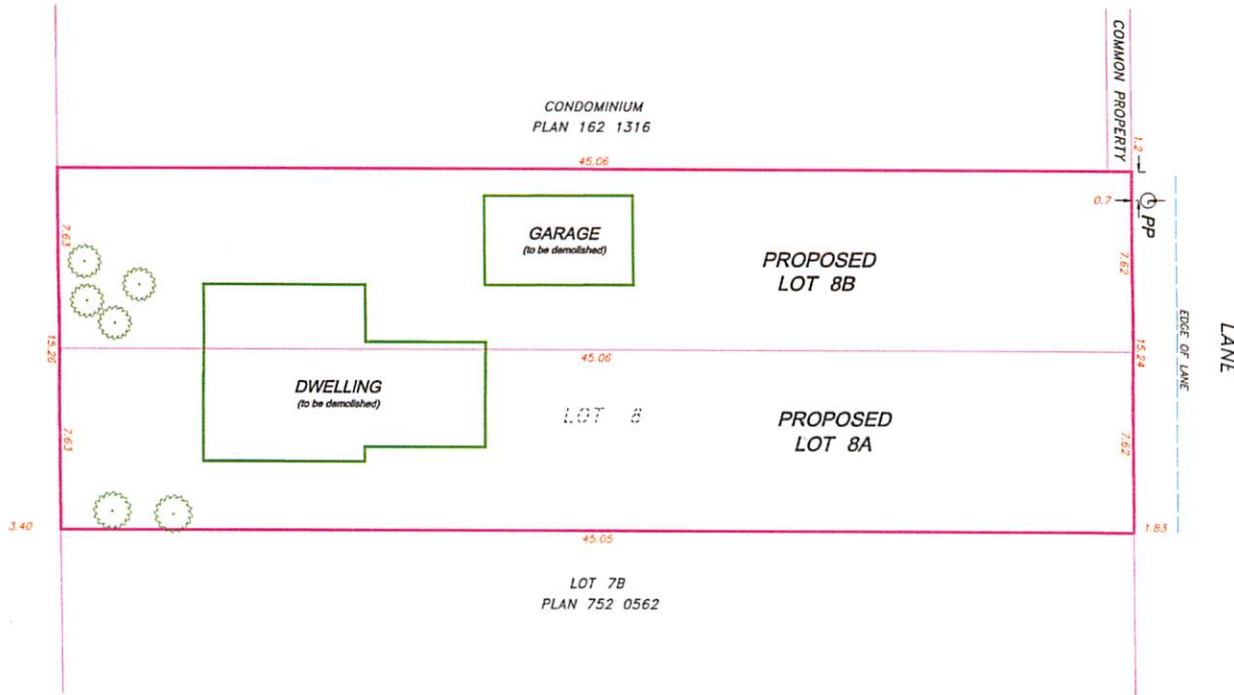 COMMON PROPERTY
CONDOMINIUM
PLAN 162 1316
1.2
45.06
0.7
PP
7.63
GARAGE
(to be demolished)
PROPOSED
LOT 8B
7.62
EDGE OF LANE
LANE
15.26
45.06
15.24
DWELLING
(to be demolished)
LOT 8
PROPOSED
LOT 8A
7.63
7.62
3.40
45.05
1.83
LOT 7B
PLAN 752 0562